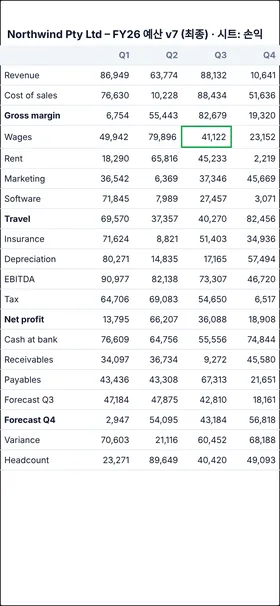 Northwind Pty Ltd – FY26 예산 v7 (최종) · 시트: 손익
Q1 Q2 Q3 Q4
Revenue 86,949 63,774 88,132 10,641
Cost of sales 76,630 10,228 88,434 51,636
Gross margin 6,754 55,443 82,679 19,320
Wages 49,942 79,896 41,122 23,152
Rent 18,290 65,816 45,233 2,219
Marketing 36,542 6,369 37,346 45,669
Software 71,845 7,989 27,457 3,071
Travel 69,570 37,357 40,270 82,456
Insurance 71,624 8,821 51,403 34,936
Depreciation 80,271 14,835 17,165 57,494
EBITDA 90,977 82,138 73,307 46,720
Tax 64,706 69,083 54,650 6,517
Net profit 13,795 66,207 36,088 18,908
Cash at bank 76,609 64,756 55,556 74,844
Receivables 34,097 36,734 9,272 45,580
Payables 43,436 43,308 67,313 21,651
Forecast Q3 47,184 47,875 42,810 18,161
Forecast Q4 2,947 54,095 43,184 56,818
Variance 70,603 21,116 60,452 68,188
Headcount 23,271 89,649 40,420 49,093